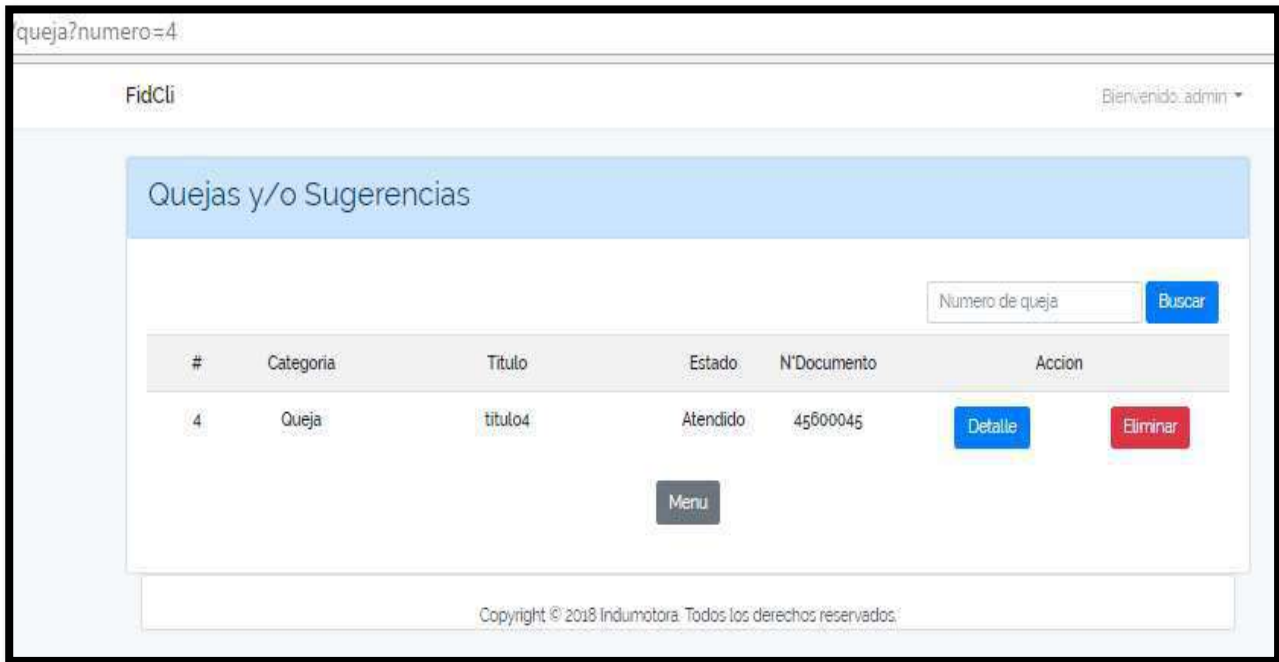 /queja?numero=4
FidCli Bienvenido, admin
Quejas y/o Sugerencias
Numero de queja Buscar
# Categoria Titulo Estado N°Documento Accion
4 Queja titulo4 Atendido 45600045 Detalle Eliminar
Menu
Copyright © 2018 Indumotora. Todos los derechos reservados.